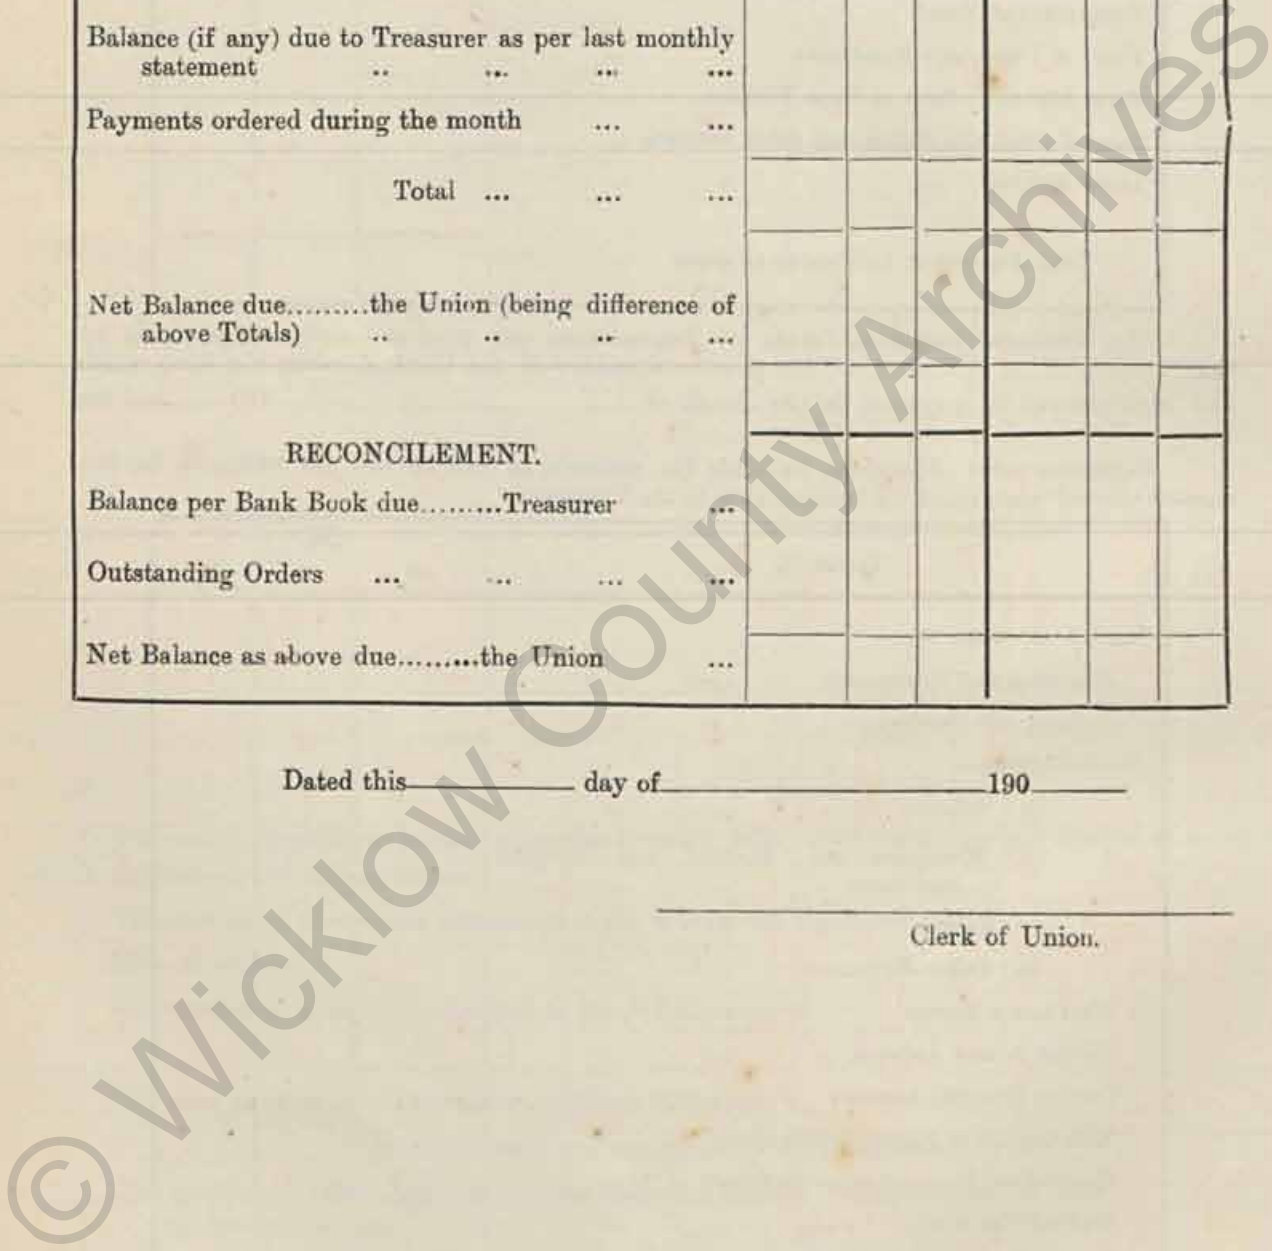 Balance (if any) due to Treasurer as per last monthly
statement .. ... ... ...
Payments ordered during the month ... ...
Total ... ... ...
Net Balance due.........the Union (being difference of
above Totals) .. .. .. ...
RECONCILEMENT.
Balance per Bank Book due.........Treasurer ...
Outstanding Orders ... ... ... ...
Net Balance as above due.........the Union ...
Dated this day of 190
Clerk of Union.
© Wicklow County Archives